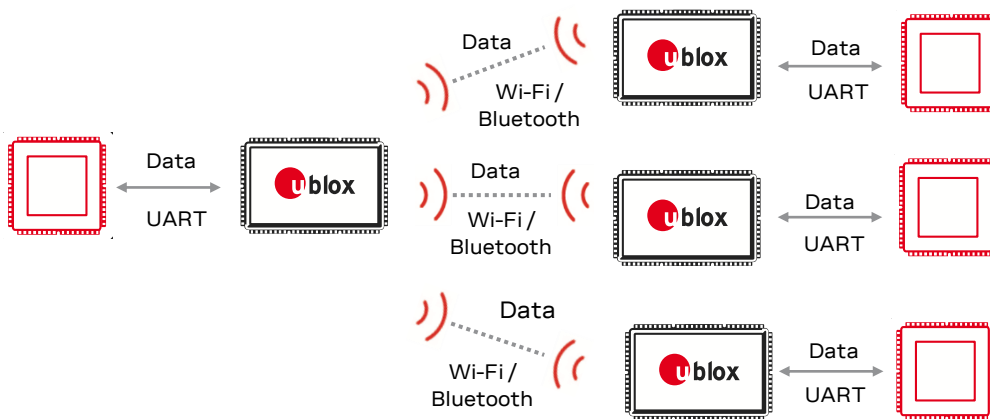 Data
UART
ublox
Data
Wi-Fi /
Bluetooth
ublox
Data
UART
Data
Wi-Fi /
Bluetooth
ublox
Data
UART
Data
Wi-Fi /
Bluetooth
ublox
Data
UART